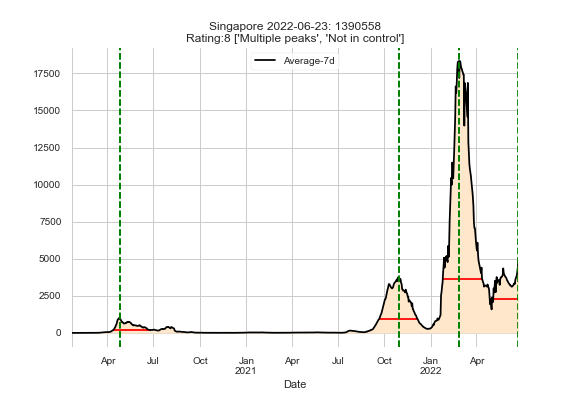 Singapore 2022-06-23: 1390558
Rating:8 ['Multiple peaks', 'Not in control']
Average-7d
17500
15000
12500
10000
7500
5000
2500
0
Apr Jul Oct Jan Apr Jul Oct Jan Apr
2021 2022
Date